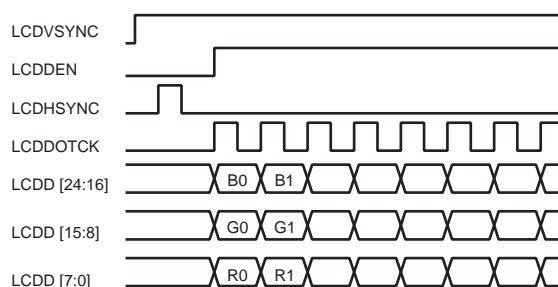 LCDVSYNC
LCDDEN
LCDHSYNC
LCDDOTCK
LCDD [24:16] B0 B1
LCDD [15:8] G0 G1
LCDD [7:0] R0 R1